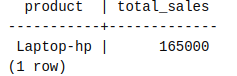 product | total_sales
-----------+-------------
Laptop-hp | 165000
(1 row)